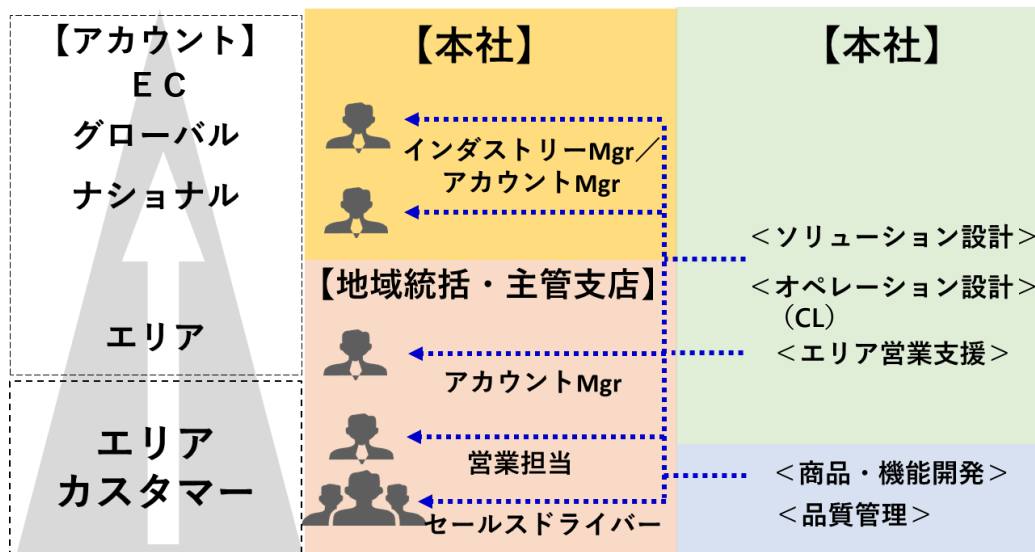 【アカウント】
ＥＣ
グローバル
ナショナル
エリア
エリア
カスタマー
【本社】
インダストリーMgr／
アカウントMgr
【地域統括・主管支店】
アカウントMgr
営業担当
セールスドライバー
【本社】
＜ソリューション設計＞
＜オペレーション設計＞
（CL）
＜エリア営業支援＞
＜商品・機能開発＞
＜品質管理＞